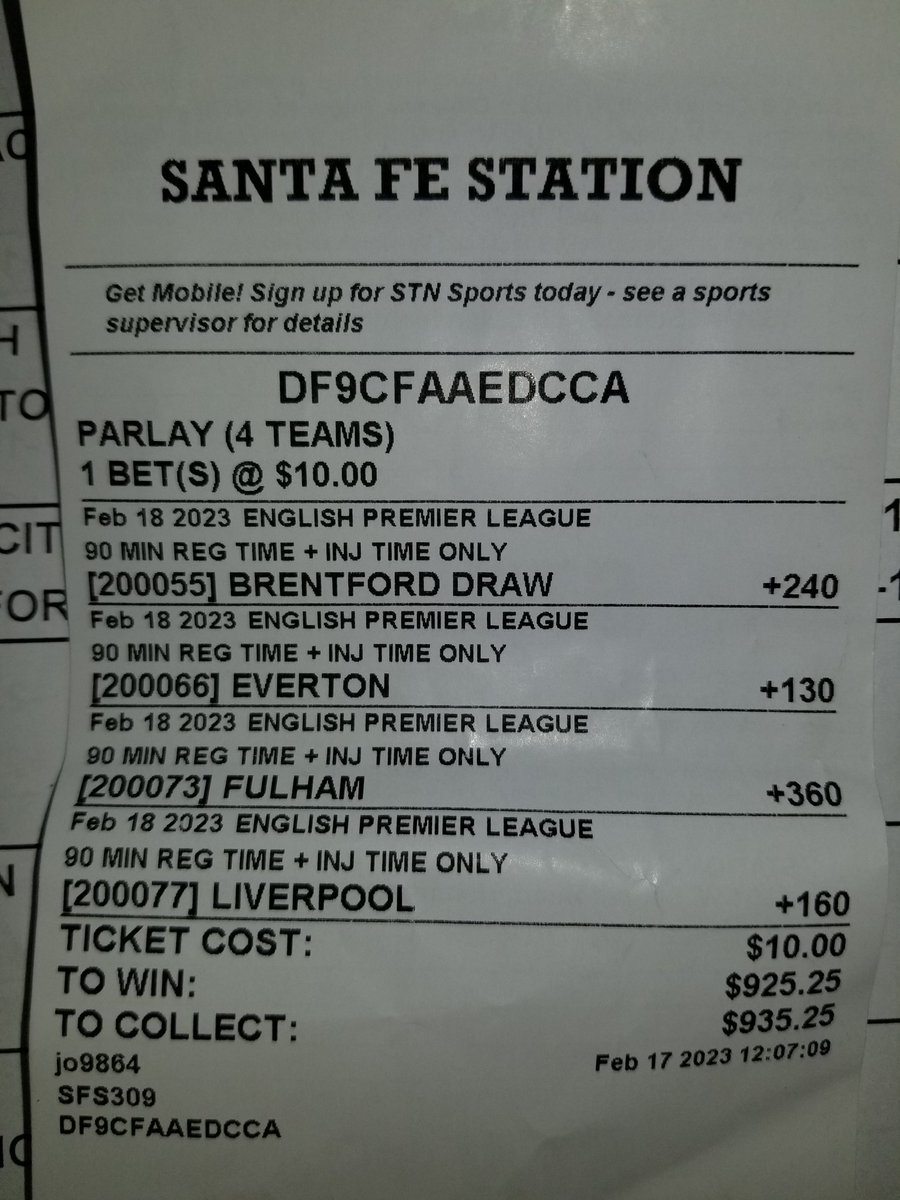 SANTA FE STATION
Get Mobile! Sign up for STN Sports today - see a sports
supervisor for details
DF9CFAAEDCCA
PARLAY (4 TEAMS)
1 BET(S) @ $10.00
Feb 18 2023 ENGLISH PREMIER LEAGUE
90 MIN REG TIME + INJ TIME ONLY
[200055] BRENTFORD DRAW +240
Feb 18 2023 ENGLISH PREMIER LEAGUE
90 MIN REG TIME + INJ TIME ONLY
[200066] EVERTON +130
Feb 18 2023 ENGLISH PREMIER LEAGUE
90 MIN REG TIME + INJ TIME ONLY
[200073] FULHAM +360
Feb 18 2023 ENGLISH PREMIER LEAGUE
90 MIN REG TIME + INJ TIME ONLY
[200077] LIVERPOOL +160
TICKET COST: $10.00
TO WIN: $925.25
TO COLLECT: $935.25
jo9864 Feb 17 2023 12:07:09
SFS309
DF9CFAAEDCCA